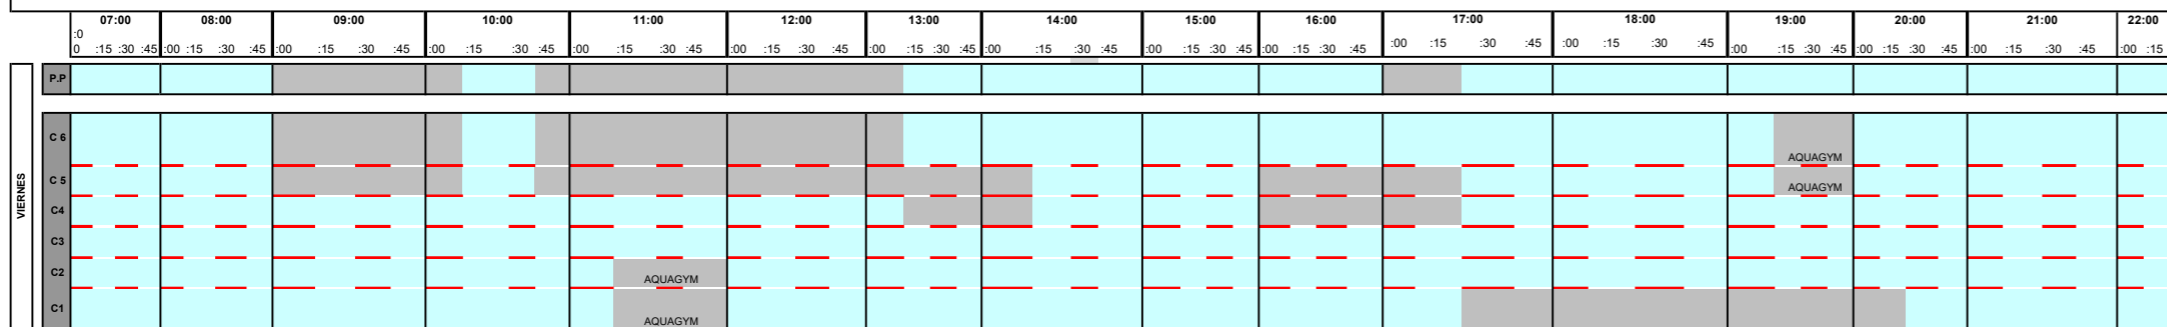 07:00 08:00 09:00 10:00 11:00 12:00 13:00 14:00 15:00 16:00 17:00 18:00 19:00 20:00 21:00 22:00
:0
0 :15 :30 :45 :00 :15 :30 :45 :00 :15 :30 :45 :00 :15 :30 :45 :00 :15 :30 :45 :00 :15 :30 :45 :00 :15 :30 :45 :00 :15 :30 :45 :00 :15 :30 :45 :00 :15 :30 :45 :00 :15 :30 :45 :00 :15 :30 :45 :00 :15 :30 :45 :00 :15 :30 :45 :00 :15 :30 :45 :00 :15
P.P
VIERNES
C 6
AQUAGYM
C 5
AQUAGYM
C4
C3
C2
AQUAGYM
C1
AQUAGYM